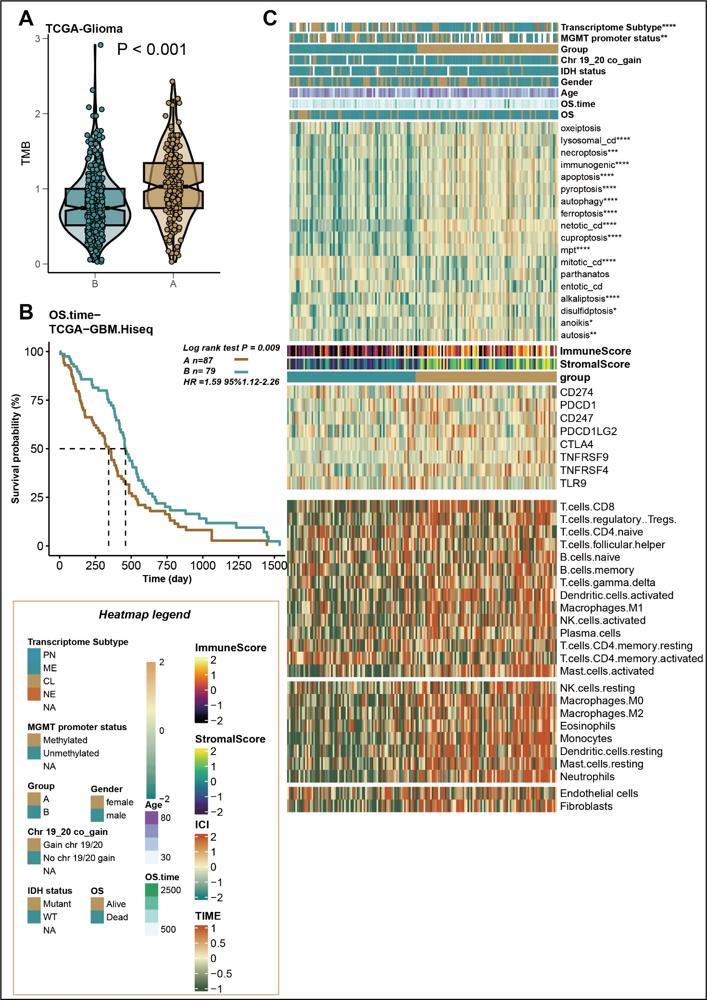 A
TCGA-Glioma
P < 0.001
3
2
1
0
TMB
B
A
B
OS.time−
TCGA−GBM.Hiseq
Log rank test P = 0.009
A n=87
B n= 79
HR =1.59 95%1.12-2.26
100
75
50
25
0
Survival probability (%)
0 250 500 750 1000 1250 1500
Time (day)
C
Transcriptome Subtype****
MGMT promoter status**
Group
Chr 19_20 co_gain
IDH status
Gender
Age
OS.time
OS
oxeiptosis
lysosomal_cd****
necroptosis***
immunogenic****
apoptosis****
pyroptosis****
autophagy****
ferroptosis****
netotic_cd****
cuproptosis****
mpt****
mitotic_cd****
parthanatos
entotic_cd
alkaliptosis****
disulfidptosis*
anoikis*
autosis**
ImmuneScore
StromalScore
group
CD274
PDCD1
CD247
PDCD1LG2
CTLA4
TNFRSF9
TNFRSF4
TLR9
T.cells.CD8
T.cells.regulatory..Tregs.
T.cells.CD4.naive
T.cells.follicular.helper
B.cells.naive
B.cells.memory
T.cells.gamma.delta
Dendritic.cells.activated
Macrophages.M1
NK.cells.activated
Plasma.cells
T.cells.CD4.memory.resting
T.cells.CD4.memory.activated
Mast.cells.activated
NK.cells.resting
Macrophages.M0
Macrophages.M2
Eosinophils
Monocytes
Dendritic.cells.resting
Mast.cells.resting
Neutrophils
Endothelial cells
Fibroblasts
Heatmap legend
Transcriptome Subtype
PN
ME
CL
NE
NA
MGMT promoter status
Methylated
Unmethylated
NA
Group
A
B
Gender
female
male
Chr 19_20 co_gain
Gain chr 19/20
No chr 19/20 gain
NA
IDH status
Mutant
WT
NA
OS
Alive
Dead
2
0
−2
Age
80
30
OS.time
2500
500
ImmuneScore
2
1
0
−1
−2
StromalScore
2
1
0
−1
−2
ICI
2
1
0
−1
−2
TIME
1
0.5
0
−0.5
−1